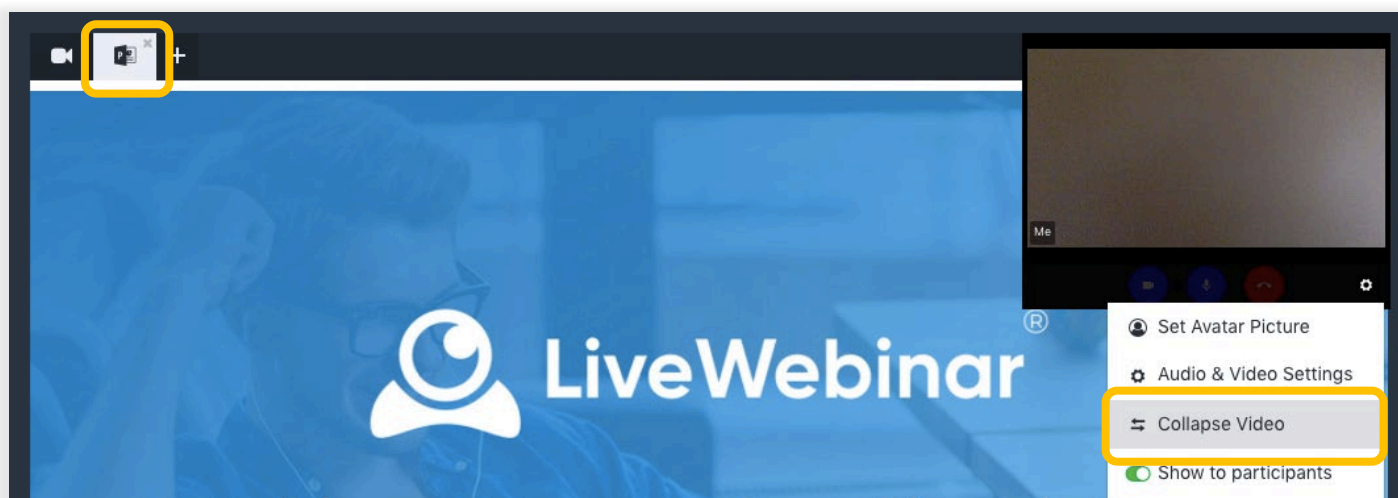 Me
LiveWebinar®
Set Avatar Picture
Audio & Video Settings
Collapse Video
Show to participants